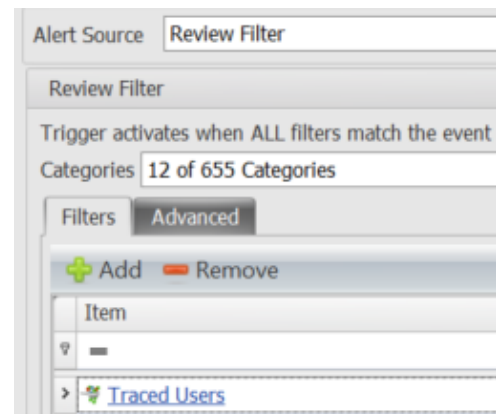 Alert Source Review Filter
Review Filter
Trigger activates when ALL filters match the event
Categories 12 of 655 Categories
Filters Advanced
Add Remove
Item
=
Traced Users